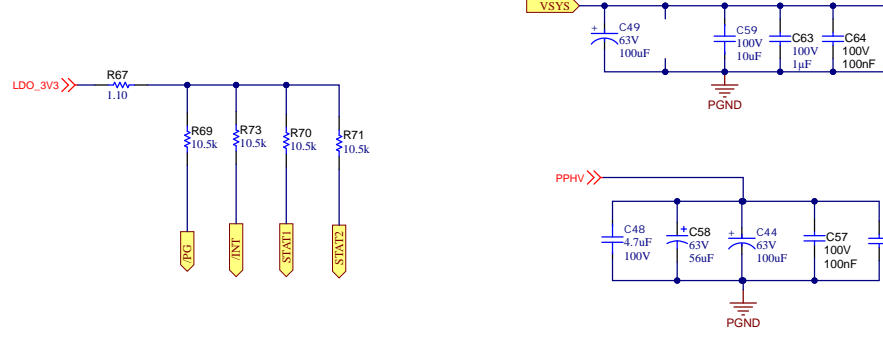 VSYS
C49
63V
100uF
+
C59
100V
10uF
C63
100V
1µF
C64
100V
100nF
PGND
LDO_3V3
R67
1.10
R69
10.5k
R73
10.5k
R70
10.5k
R71
10.5k
/PG
/INT
STAT1
STAT2
PPHV
C48
4.7uF
100V
+
C58
63V
56uF
+
C44
63V
100uF
C57
100V
100nF
PGND